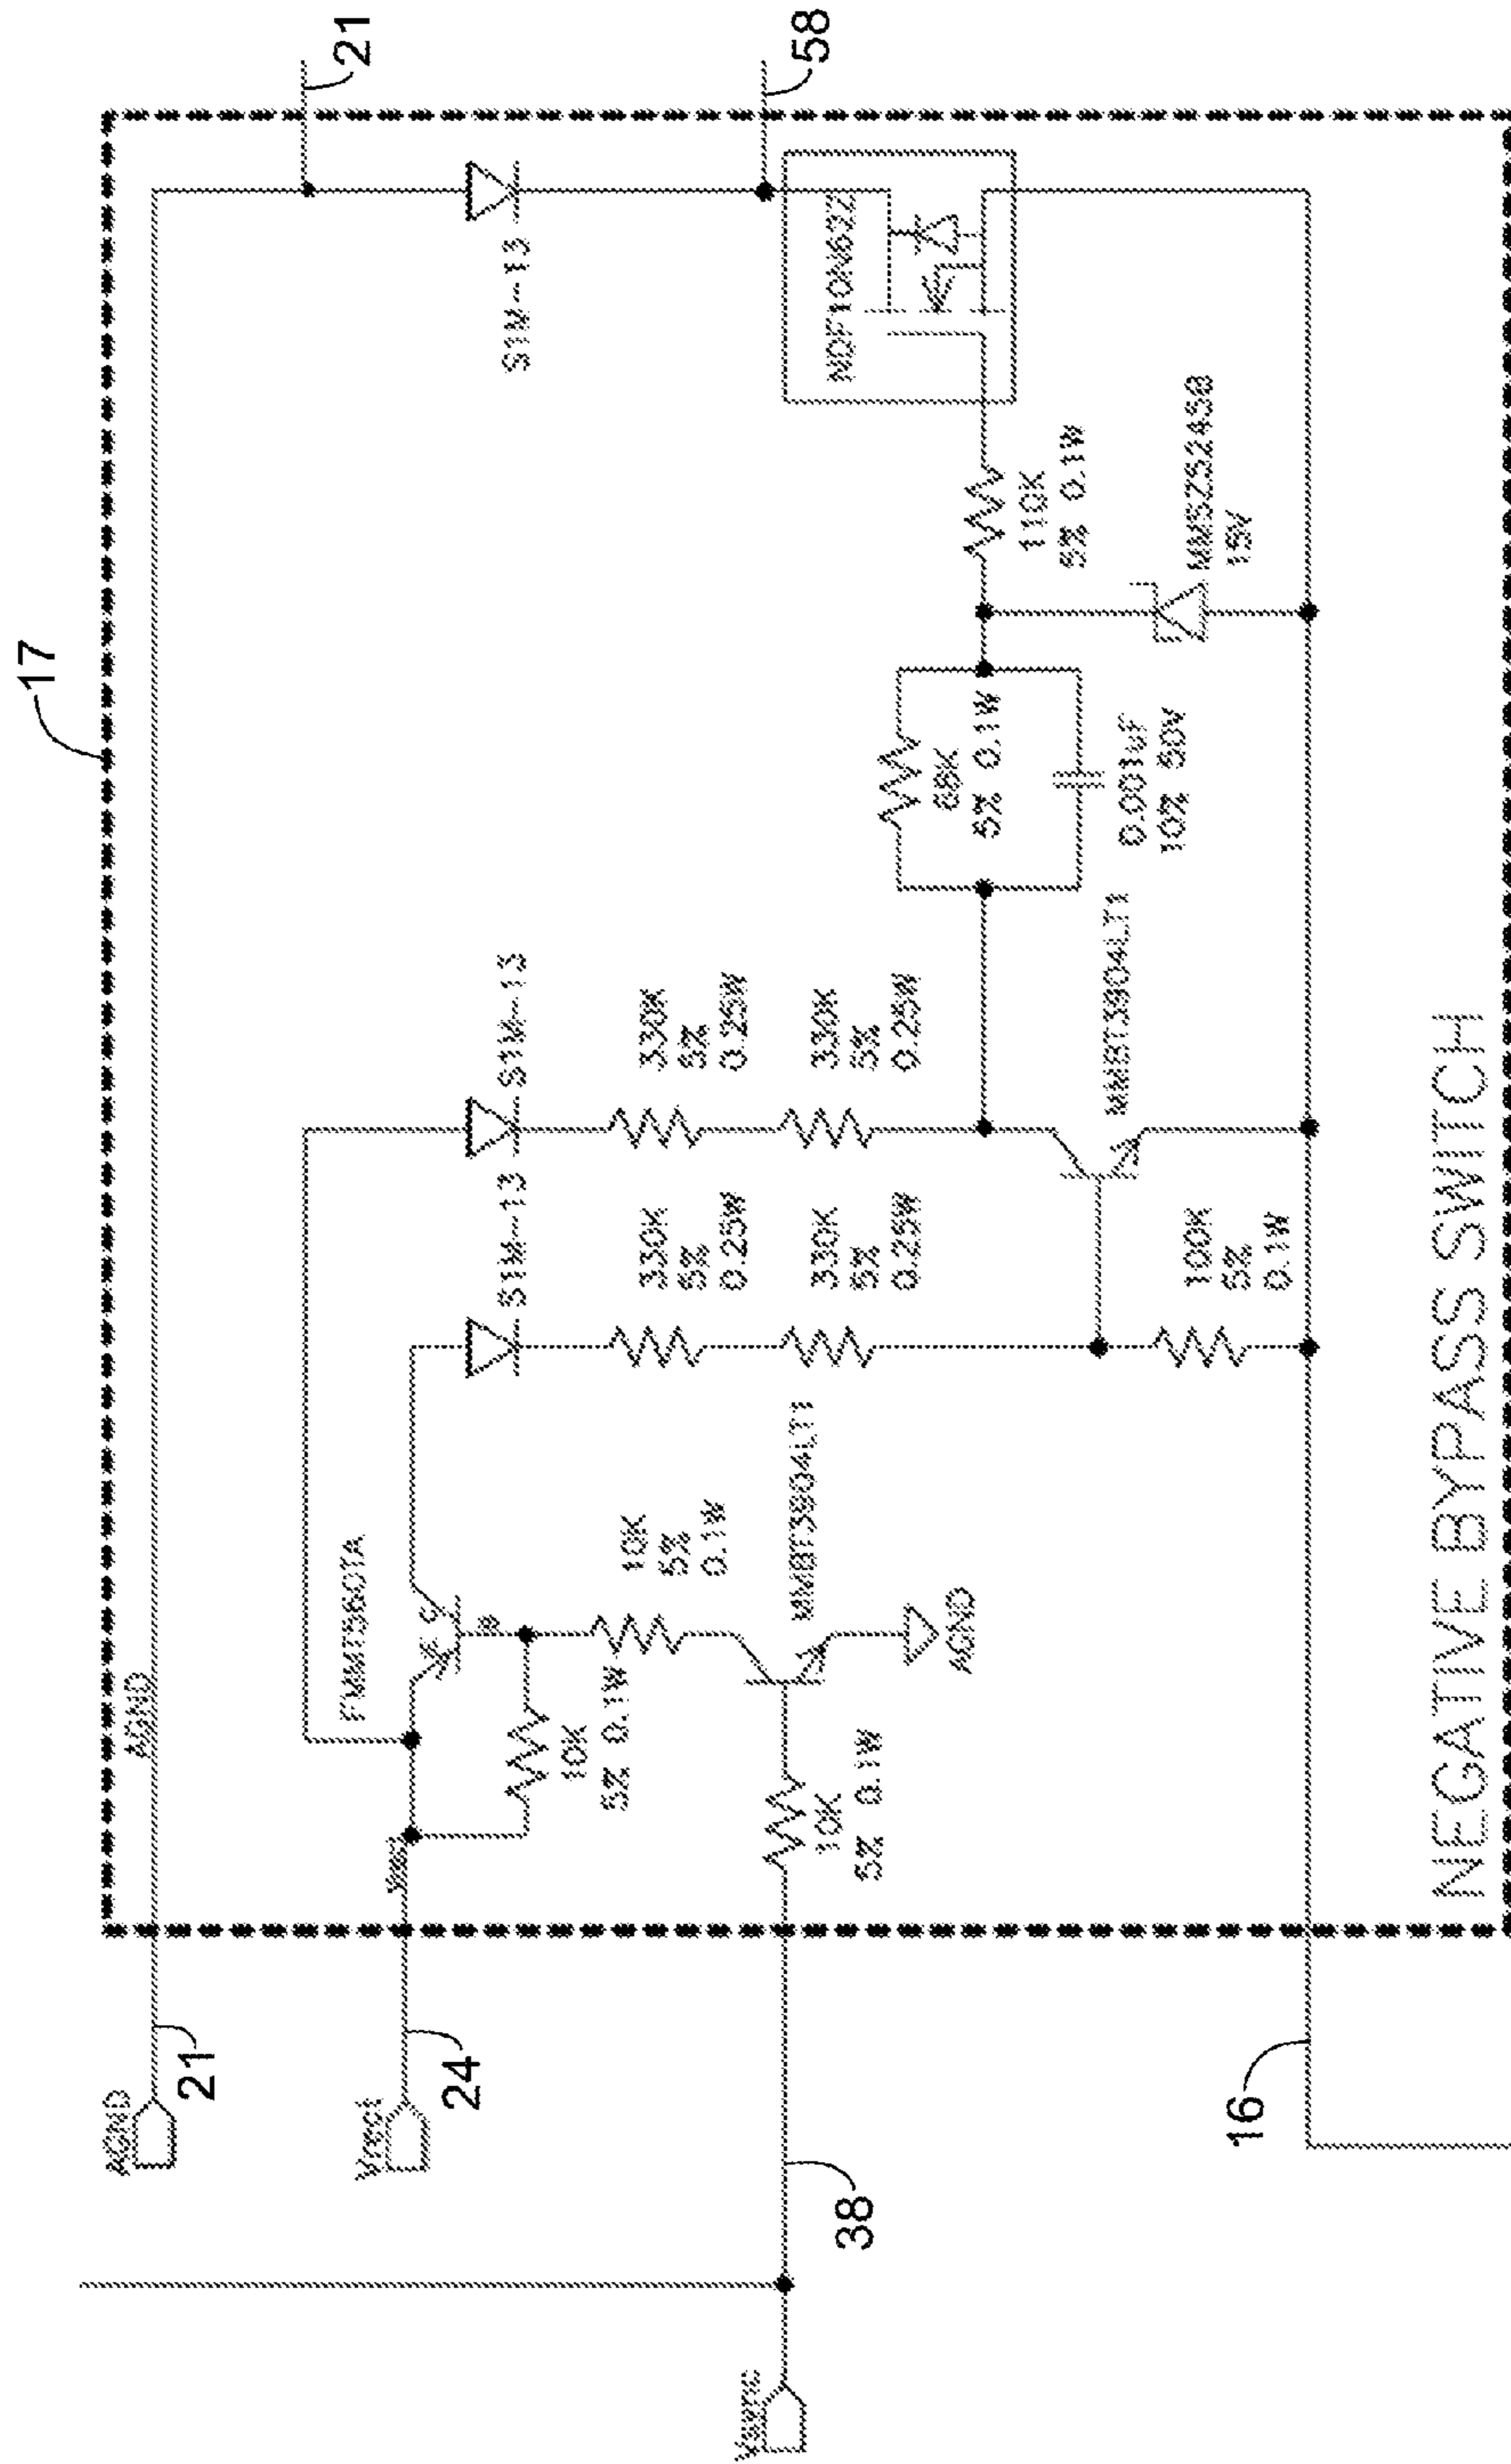 17
21
58
AGND
21
AGND
Vrect
24
FMMT560TA
E
C
10K
5% 0.1W
10K
5%
0.1W
MMBT3904LT1
AGND
10K
5% 0.1W
38
S1M-13
S1M-13
S1M-13
330K
5%
0.25W
330K
5%
0.25W
330K
5%
0.25W
330K
5%
0.25W
100K
5%
0.1W
MMBT3904LT1
68K
5% 0.1W
0.001uF
10% 50V
110K
5% 0.1W
MMSZ5245B
15V
16
NEGATIVE BYPASS SWITCH